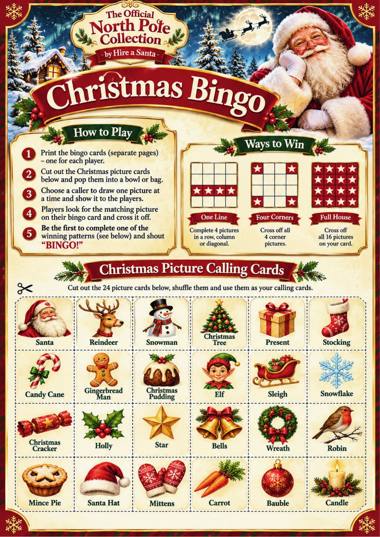 The Official
North Pole
Collection
- by Hire a Santa -
Christmas Bingo
How to Play
1 Print the bingo cards (separate pages)
– one for each player.
2 Cut out the Christmas picture cards
below and pop them into a bowl or bag.
3 Choose a caller to draw one picture at
a time and show it to the players.
4 Players look for the matching picture
on their bingo card and cross it off.
5 Be the first to complete one of the
winning patterns (see below) and shout
"BINGO!"
Ways to Win
One Line
Complete 4 pictures
in a row, column
or diagonal.
Four Corners
Cross off all
4 corner
pictures.
Full House
Cross off
all 16 pictures
on your card.
Christmas Picture Calling Cards
Cut out the 24 picture cards below, shuffle them and use them as your calling cards.
Santa
Reindeer
Snowman
Christmas
Tree
Present
Stocking
Candy Cane
Gingerbread
Man
Christmas
Pudding
Elf
Sleigh
Snowflake
Christmas
Cracker
Holly
Star
Bells
Wreath
Robin
Mince Pie
Santa Hat
Mittens
Carrot
Bauble
Candle